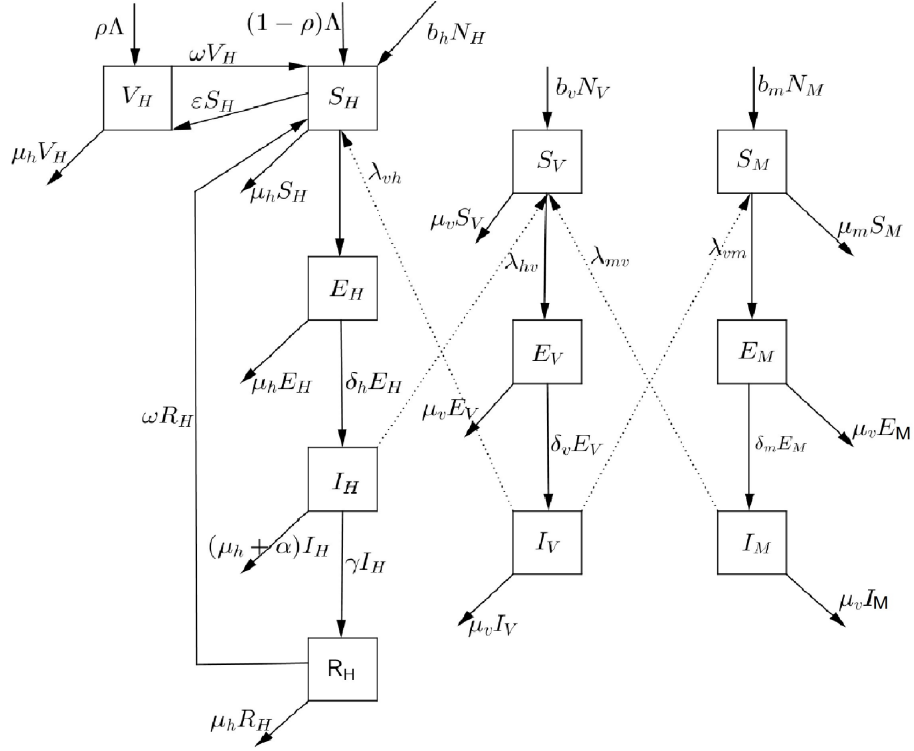 ρΛ
(1 − ρ)Λ
b_h N_H
ωV_H
V_H
εS_H
S_H
b_v N_V
b_m N_M
μ_h V_H
μ_h S_H
λ_vh
S_V
S_M
μ_v S_V
μ_m S_M
λ_hv
λ_mv
λ_vm
E_H
E_V
E_M
μ_h E_H
δ_h E_H
μ_v E_V
ωR_H
μ_v E_M
δ_v E_V
δ_m E_M
I_H
(μ_h + α)I_H
γI_H
I_V
I_M
μ_v I_V
μ_v I_M
R_H
μ_h R_H